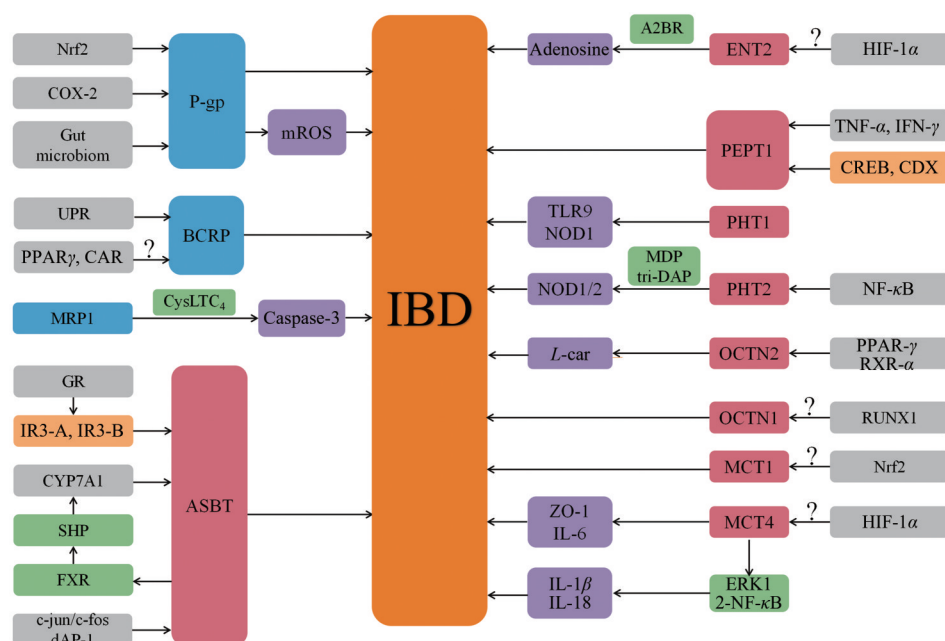 Nrf2
COX-2
Gut
microbiom
P-gp
mROS
UPR
PPARγ, CAR
?
BCRP
MRP1
CysLTC₄
Caspase-3
GR
IR3-A, IR3-B
CYP7A1
SHP
FXR
c-jun/c-fos
dAP-1
ASBT
IBD
Adenosine
A2BR
ENT2
?
HIF-1α
PEPT1
TNF-α, IFN-γ
CREB, CDX
TLR9
NOD1
PHT1
NOD1/2
MDP
tri-DAP
PHT2
NF-κB
L-car
OCTN2
PPAR-γ
RXR-α
OCTN1
?
RUNX1
MCT1
?
Nrf2
ZO-1
IL-6
MCT4
?
HIF-1α
IL-1β
IL-18
ERK1
2-NF-κB